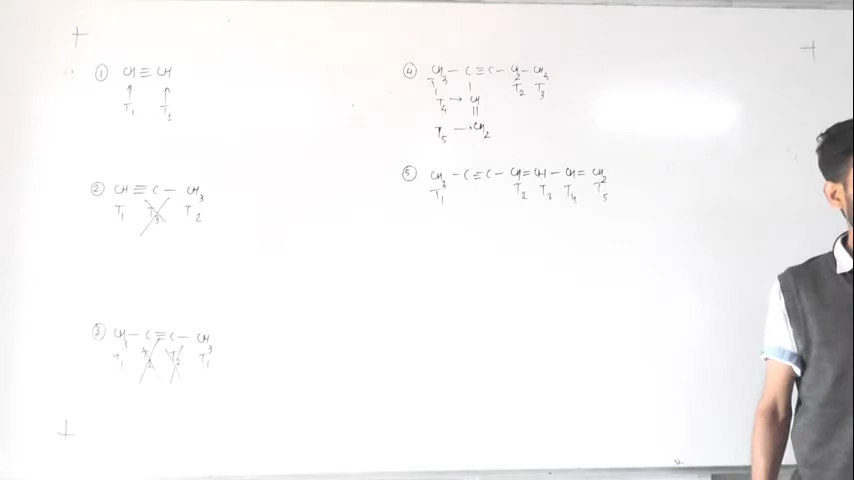 ① CH ≡ CH
↑ ↑
T₁ T₁
② CH ≡ C — CH₃
T₁ T₃ T₂
③ CH₃ — C ≡ C — CH₃
T₁ T₂ T₂ T₁
④ CH₃ — C ≡ C — CH₂ — CH₃
T₁ | T₂ T₃
T₄ → CH
||
T₅ → CH₂
⑤ CH₃ — C ≡ C — CH = CH — CH = CH₂
T₁ T₂ T₃ T₄ T₅